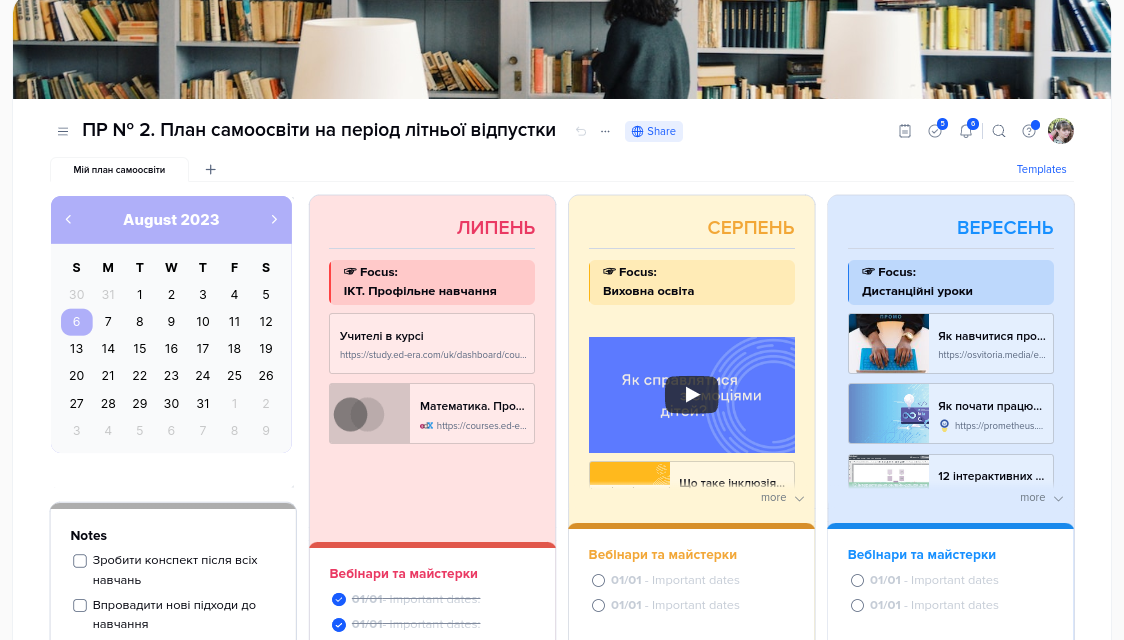 ПР № 2. План самоосвіти на період літньої відпустки
Share
5
6
Мій план самоосвіти
Templates
August 2023
S M T W T F S
30 31 1 2 3 4 5
6 7 8 9 10 11 12
13 14 15 16 17 18 19
20 21 22 23 24 25 26
27 28 29 30 31 1 2
3 4 5 6 7 8 9
Notes
Зробити конспект після всіх
навчань
Впровадити нові підходи до
навчання
ЛИПЕНЬ
Focus:
ІКТ. Профільне навчання
Учителі в курсі
https://study.ed-era.com/uk/dashboard/cou...
Математика. Про...
edX https://courses.ed-e...
Вебінари та майстерки
01/01- Important dates:
01/01- Important dates:
СЕРПЕНЬ
Focus:
Виховна освіта
Як справлятися
з емоціями
дітей?
Що таке інклюзія...
more
Вебінари та майстерки
01/01 - Important dates
01/01 - Important dates
ВЕРЕСЕНЬ
Focus:
Дистанційні уроки
ПРОМО
Як навчитися про...
https://osvitoria.media/e...
Як почати працю...
https://prometheus....
12 інтерактивних ...
more
Вебінари та майстерки
01/01 - Important dates
01/01 - Important dates